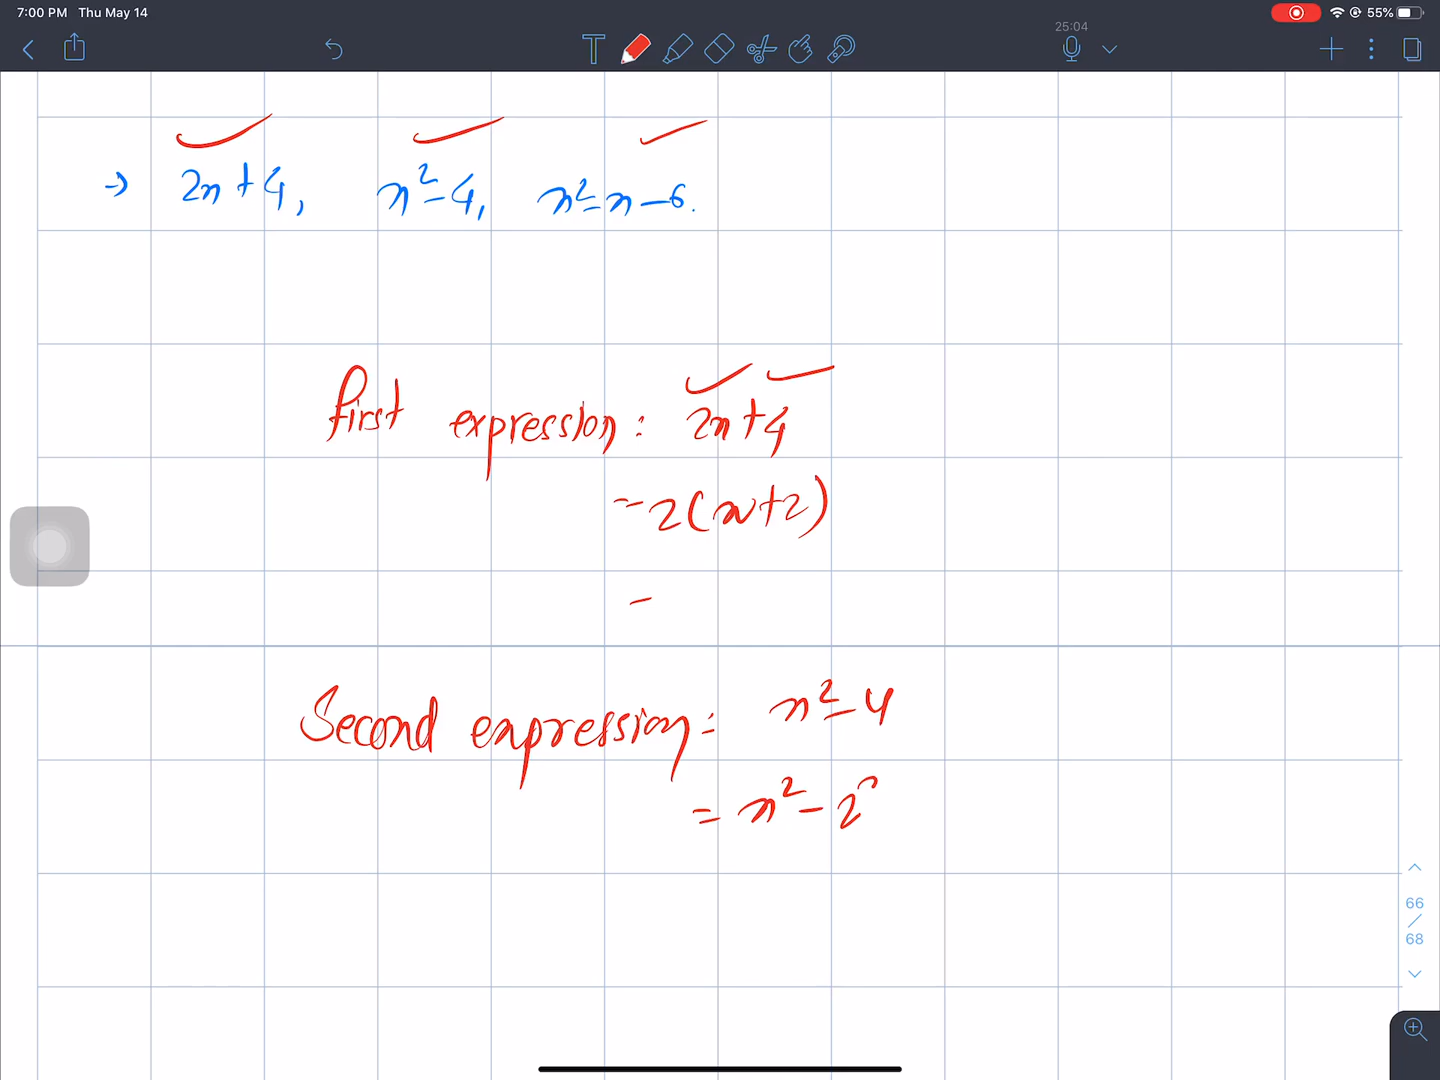 7:00 PM Thu May 14
55%
25:04
→ 2x+4, x²-4, x²-x-6.
First expression: 2x+4
=2(x+2)
=
Second expression: x²-4
= x²-2²
66
/
68